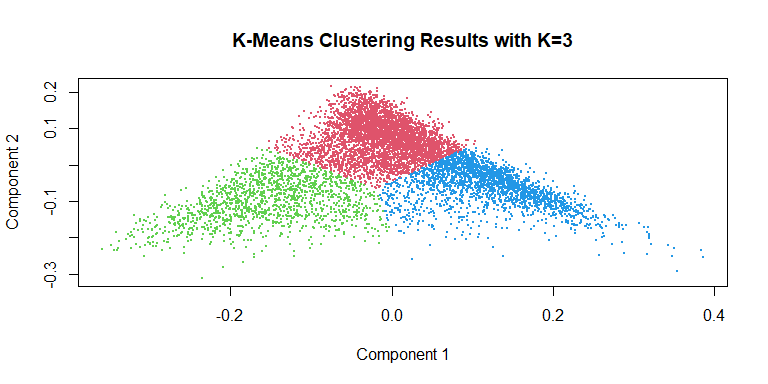 K-Means Clustering Results with K=3
0.2
0.1
-0.1
-0.3
Component 2
-0.2
0.0
0.2
0.4
Component 1